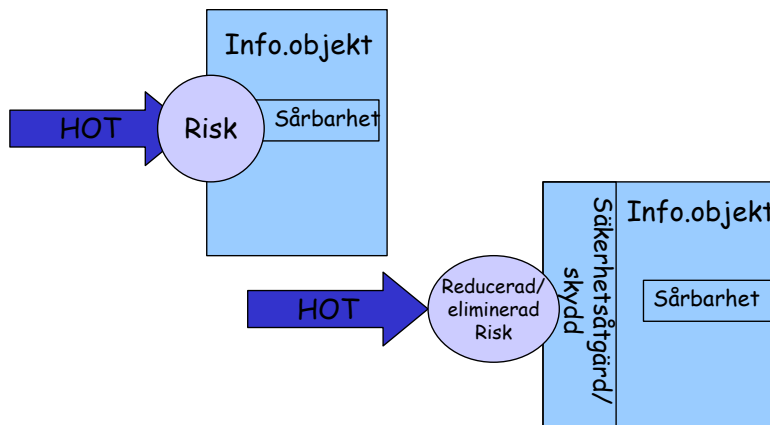 Info.objekt
HOT
Risk
Sårbarhet
Säkerhetsåtgärd/
skydd
Info.objekt
HOT
Reducerad/
eliminerad
Risk
Sårbarhet